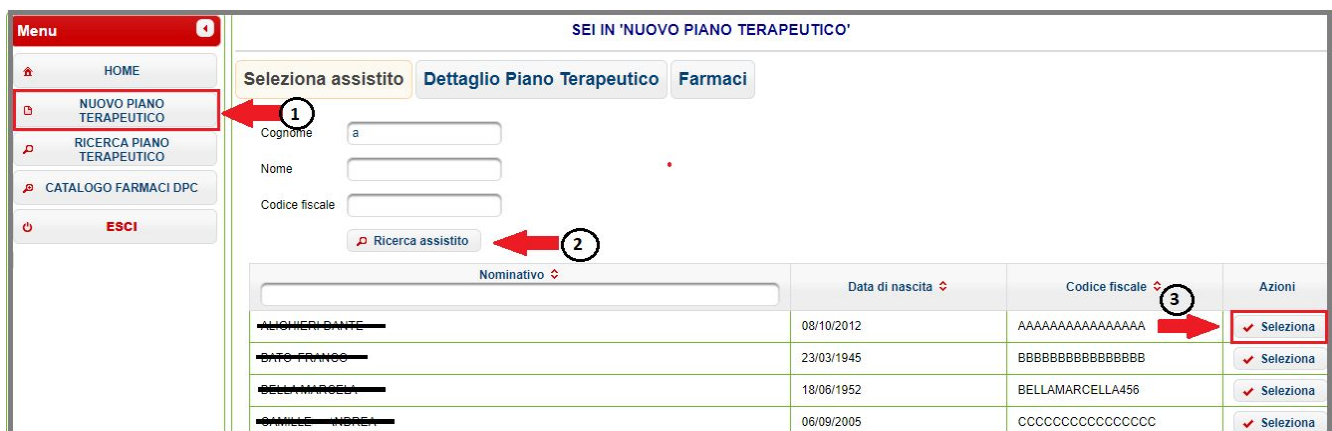 Menu
SEI IN 'NUOVO PIANO TERAPEUTICO'
HOME
NUOVO PIANO
TERAPEUTICO
RICERCA PIANO
TERAPEUTICO
CATALOGO FARMACI DPC
ESCI
1
Seleziona assistito Dettaglio Piano Terapeutico Farmaci
Cognome a
Nome
Codice fiscale
Ricerca assistito 2
Nominativo Data di nascita Codice fiscale Azioni
3
08/10/2012 AAAAAAAAAAAAAAAA Seleziona
23/03/1945 BBBBBBBBBBBBBBBB Seleziona
18/06/1952 BELLAMARCELLA456 Seleziona
06/09/2005 CCCCCCCCCCCCCCCC Seleziona